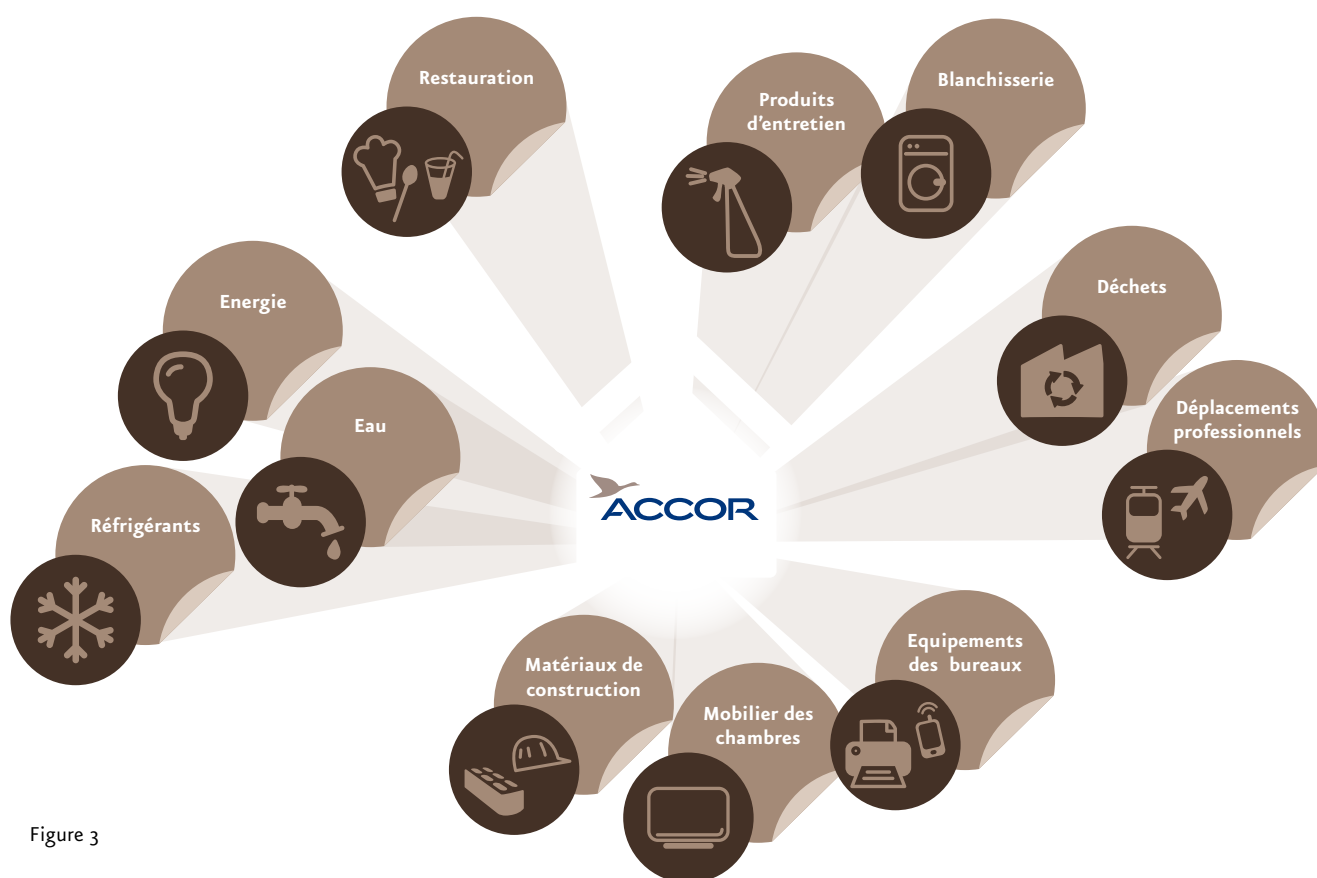 Restauration
Produits
d'entretien
Blanchisserie
Energie
Déchets
Eau
Déplacements
professionnels
Réfrigérants
ACCOR
Matériaux de
construction
Mobilier des
chambres
Equipements
des bureaux
Figure 3